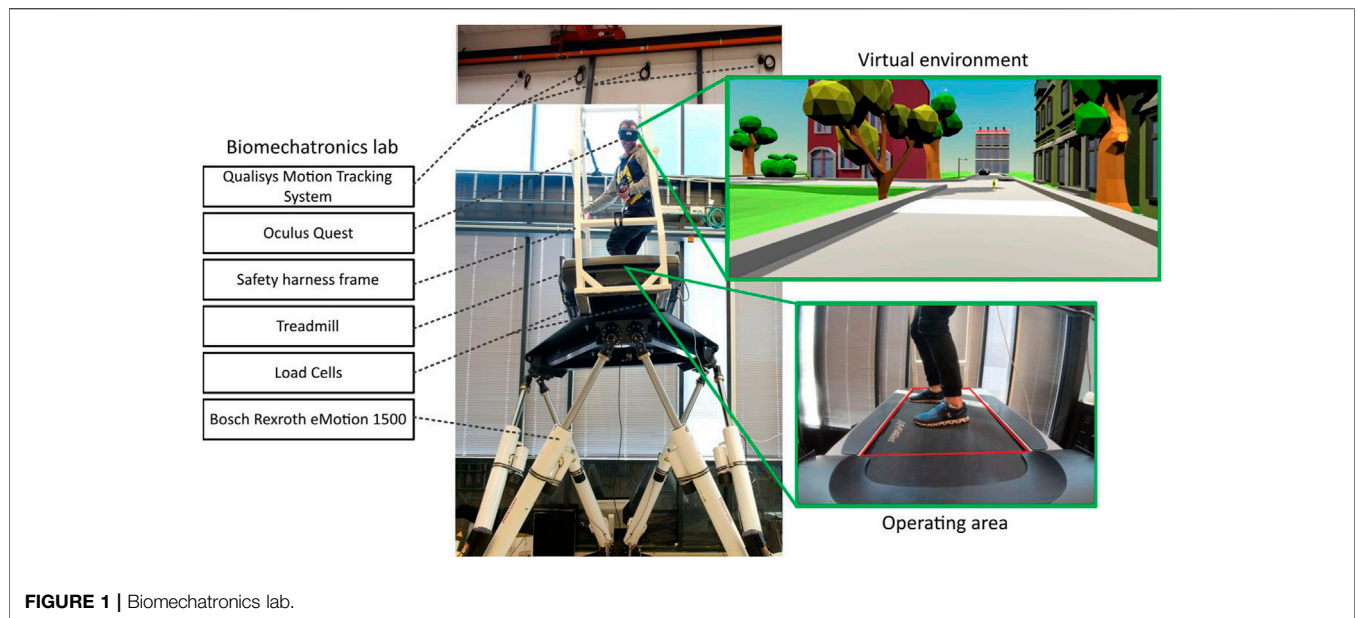 Virtual environment
Biomechatronics lab
Qualisys Motion Tracking
System
Oculus Quest
Safety harness frame
Treadmill
Load Cells
Bosch Rexroth eMotion 1500
Operating area
FIGURE 1 | Biomechatronics lab.